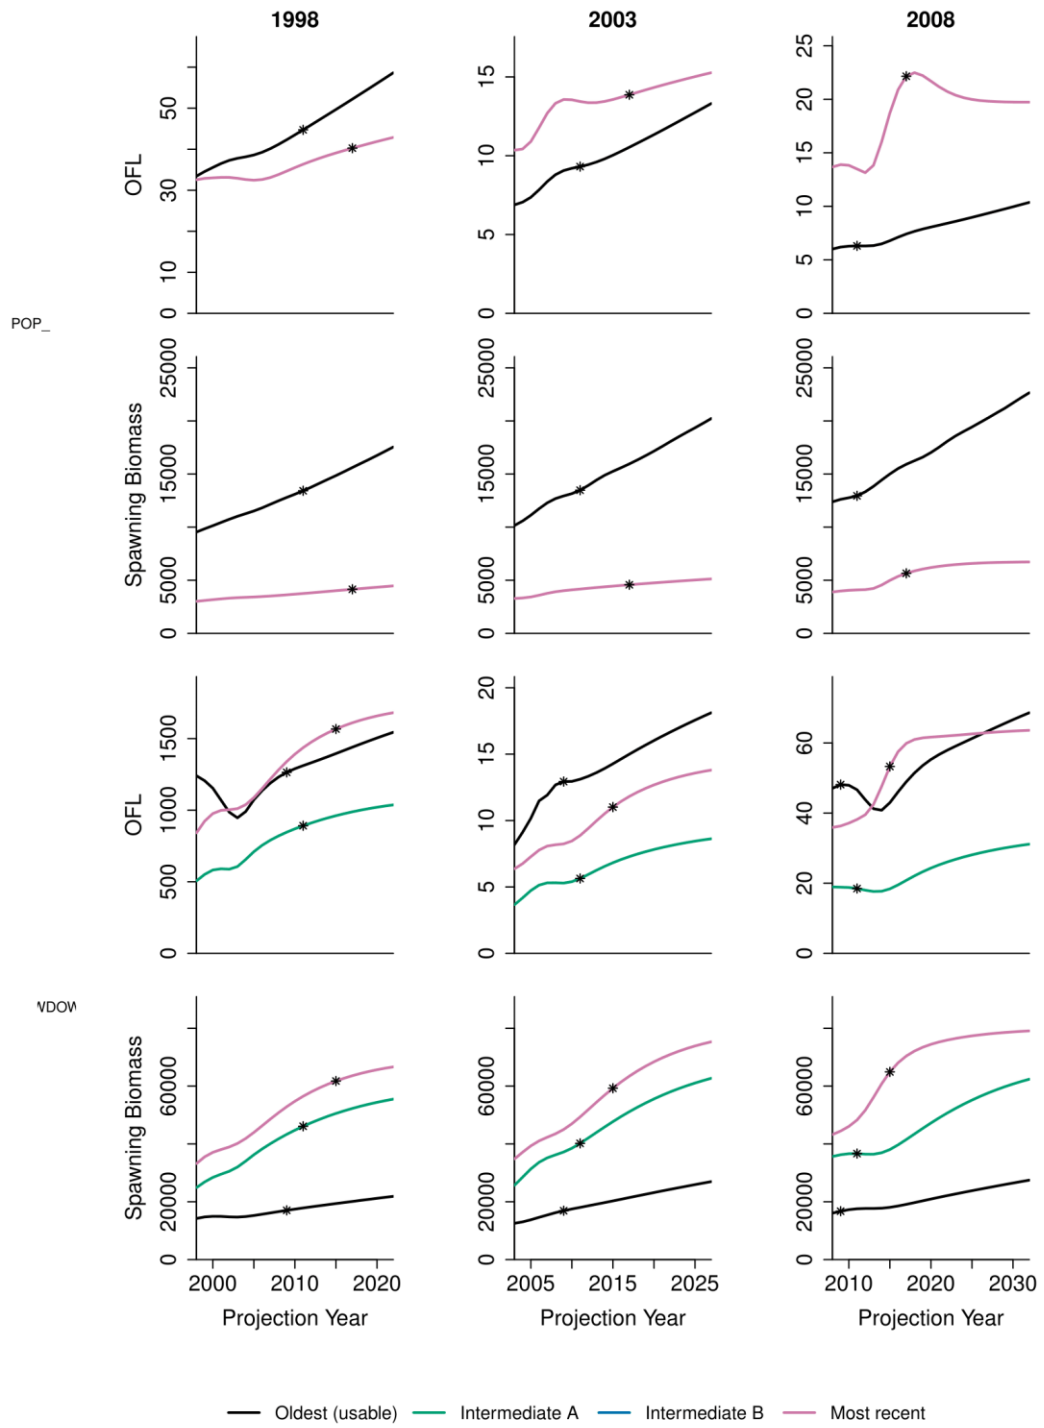 1998 2003 2008
OFL
0 10 30 50
0 5 10 15
0 5 10 15 20 25
POP_
Spawning Biomass
0 5000 15000 25000
0 5000 15000 25000
0 5000 15000 25000
OFL
0 500 1000 1500
0 5 10 15 20
0 20 40 60
Spawning Biomass
0 20000 60000
0 20000 60000
0 20000 60000
2000 2010 2020 2005 2015 2025 2010 2020 2030
Projection Year Projection Year Projection Year
Oldest (usable) Intermediate A Intermediate B Most recent